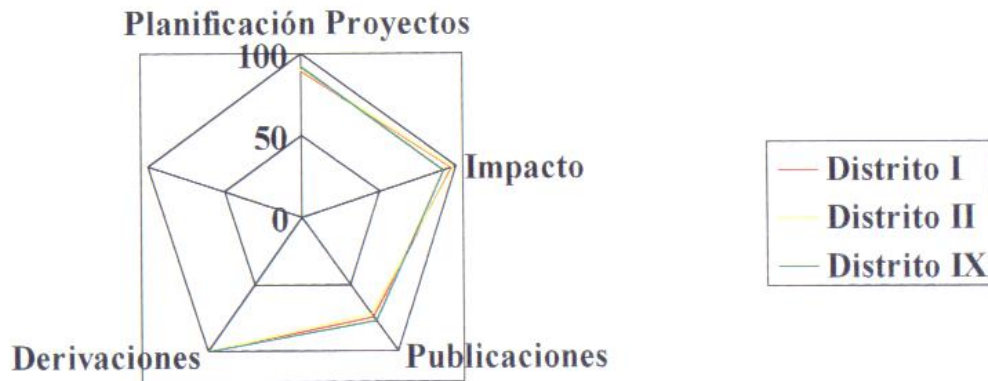 Planificación Proyectos
100
50
0
Impacto
Publicaciones
Derivaciones
Distrito I
Distrito II
Distrito IX